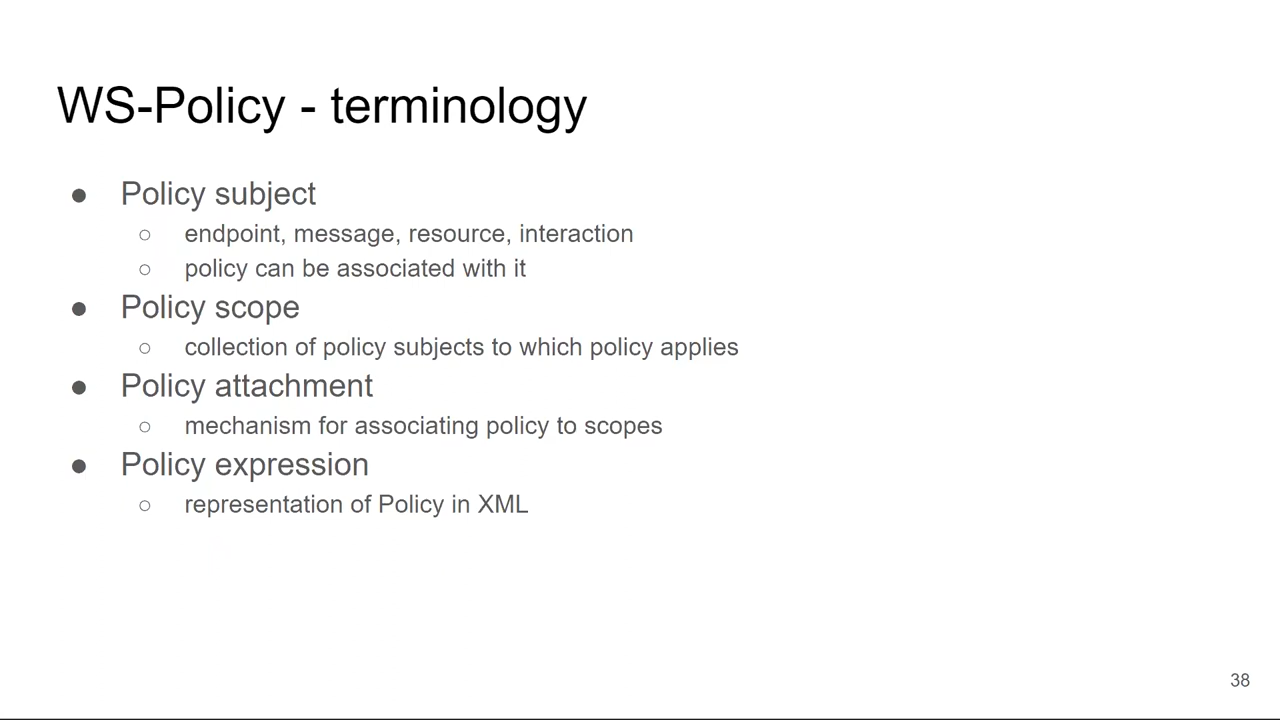 WS-Policy - terminology
● Policy subject
○ endpoint, message, resource, interaction
○ policy can be associated with it
● Policy scope
○ collection of policy subjects to which policy applies
● Policy attachment
○ mechanism for associating policy to scopes
● Policy expression
○ representation of Policy in XML
38